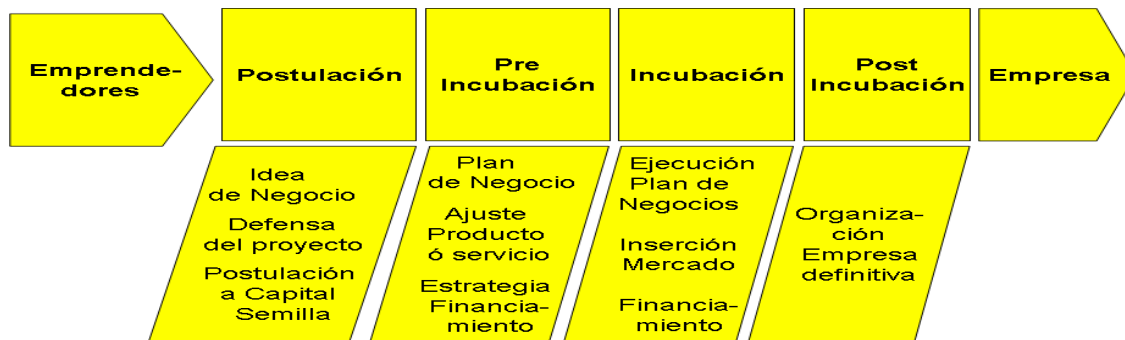 Emprende-
dores
Postulación
Pre
Incubación
Incubación
Post
Incubación
Empresa
Idea
de Negocio
Defensa
del proyecto
Postulación
a Capital
Semilla
Plan
de Negocio
Ajuste
Producto
ó servicio
Estrategia
Financia-
miento
Ejecución
Plan de
Negocios
Inserción
Mercado
Financia-
miento
Organiza-
ción
Empresa
definitiva